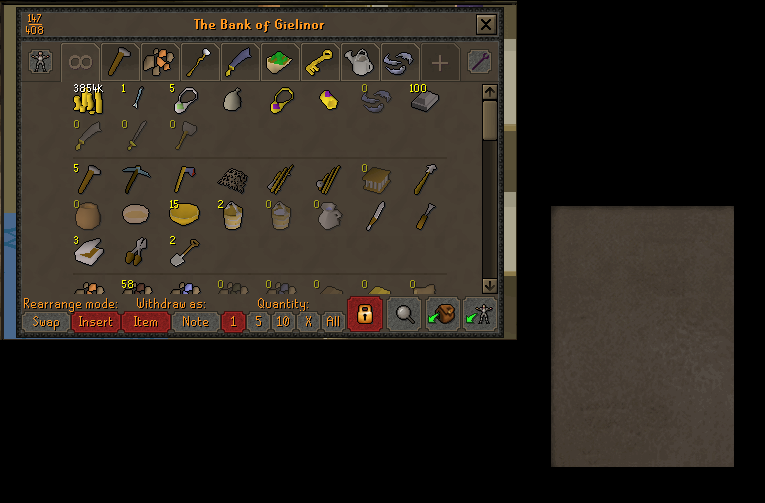 147
408
The Bank of Gielinor
3854K 1 5 0 100
0 0 0
5 0
0 15 2 0 0
3 2
58 0 0 0 0 0
Rearrange mode: Withdraw as: Quantity:
Swap Insert Item Note 1 5 10 X All